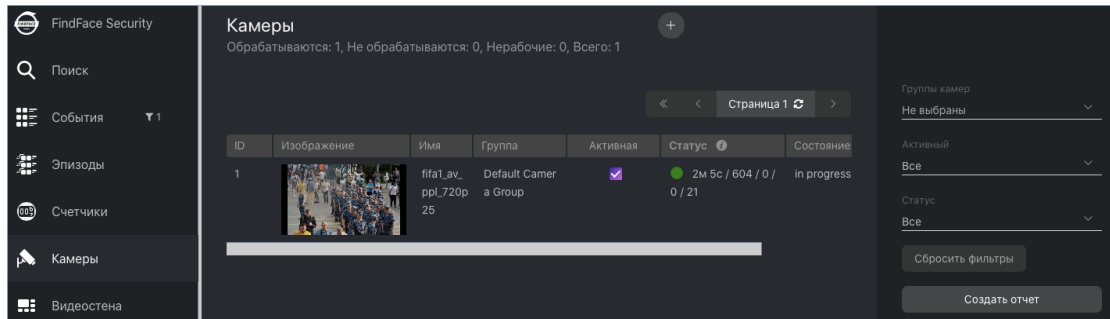 FindFace Security
Поиск
События 1
Эпизоды
Счетчики
Камеры
Видеостена
Камеры
Обрабатываются: 1, Не обрабатываются: 0, Нерабочие: 0, Всего: 1
« < Страница 1 >
ID Изображение Имя Группа Активная Статус Состояние
1 fifa1_av_ Default Camer 2м 5с / 604 / 0 / in progress
ppl_720p a Group 0 / 21
25
Группы камер
Не выбраны
Активный
Все
Статус
Все
Сбросить фильтры
Создать отчет